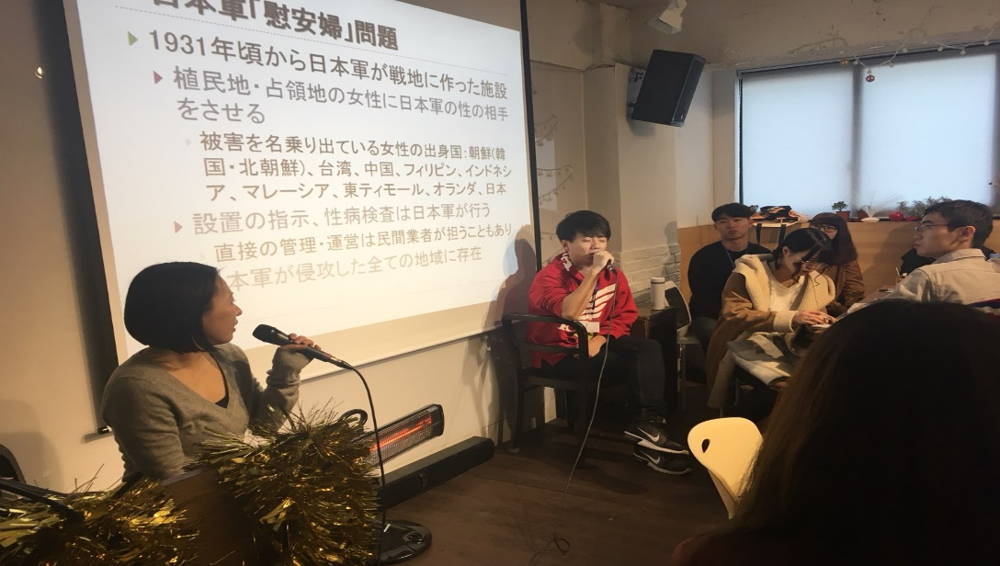 日本軍「慰安婦」問題
1931年頃から日本軍が戦地に作った施設
植民地・占領地の女性に日本軍の性の相手
をさせる
被害を名乗り出ている女性の出身国:朝鮮(韓
国・北朝鮮)、台湾、中国、フィリピン、インドネシ
ア、マレーシア、東ティモール、オランダ、日本
設置の指示、性病検査は日本軍が行う
直接の管理・運営は民間業者が担うこともあり
本軍が侵攻した全ての地域に存在